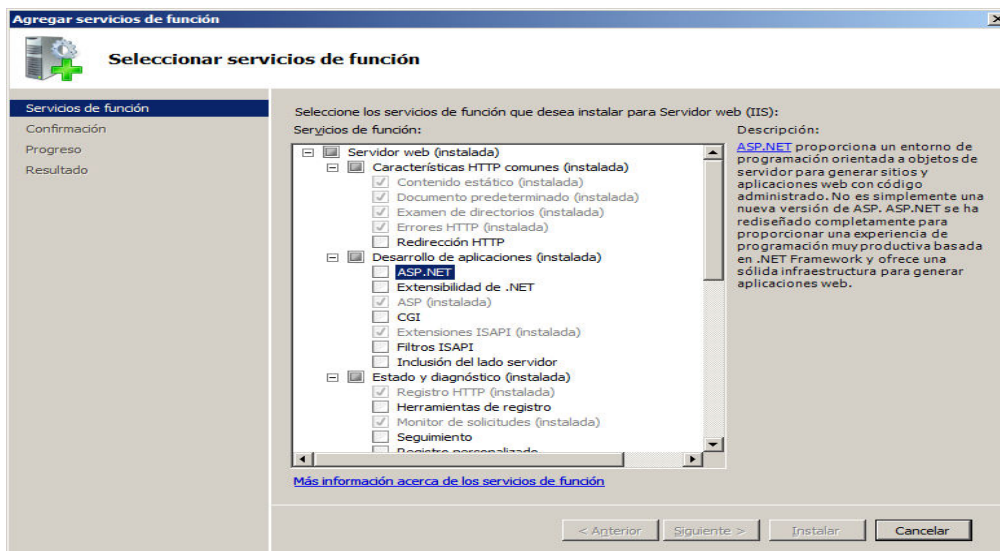 Agregar servicios de función
Seleccionar servicios de función
Servicios de función
Confirmación
Progreso
Resultado
Seleccione los servicios de función que desea instalar para Servidor web (IIS):
Servicios de función:
Servidor web (instalada)
Características HTTP comunes (instalada)
Contenido estático (instalada)
Documento predeterminado (instalada)
Examen de directorios (instalada)
Errores HTTP (instalada)
Redirección HTTP
Desarrollo de aplicaciones (instalada)
ASP.NET
Extensibilidad de .NET
ASP (instalada)
CGI
Extensiones ISAPI (instalada)
Filtros ISAPI
Inclusión del lado servidor
Estado y diagnóstico (instalada)
Registro HTTP (instalada)
Herramientas de registro
Monitor de solicitudes (instalada)
Seguimiento
Registro personalizado
Descripción:
ASP.NET proporciona un entorno de
programación orientada a objetos de
servidor para generar sitios y
aplicaciones web con código
administrado. No es simplemente una
nueva versión de ASP. ASP.NET se ha
rediseñado completamente para
proporcionar una experiencia de
programación muy productiva basada
en .NET Framework y ofrece una
sólida infraestructura para generar
aplicaciones web.
Más información acerca de los servicios de función
< Anterior
Siguiente >
Instalar
Cancelar